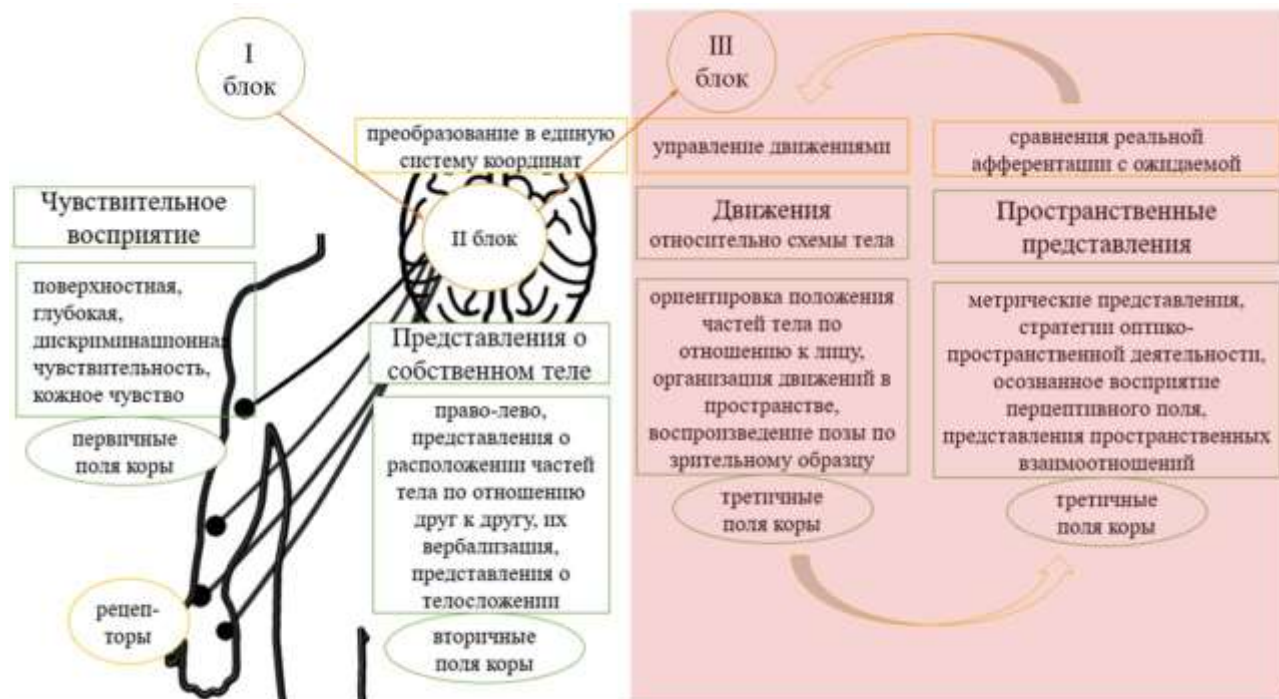 I
блок
III
блок
преобразование в единую
систему координат
управление движениями
сравнения реальной
афферентации с ожидаемой
Чувствительное
восприятие
II блок
Движения
относительно схемы тела
Пространственные
представления
поверхностная,
глубокая,
дискриминационная
чувствительность,
кожное чувство
первичные
поля коры
Представления о
собственном теле
право-лево,
представления о
расположении частей
тела по отношению
друг к другу, их
вербализация,
представления о
телосложении
вторичные
поля коры
рецеп-
торы
ориентировка положения
частей тела по
отношению к лицу,
организация движений в
пространстве,
воспроизведение позы по
зрительному образцу
третичные
поля коры
метрические представления,
стратегии оптико-
пространственной деятельности,
осознанное восприятие
перцептивного поля,
представления пространственных
взаимоотношений
третичные
поля коры